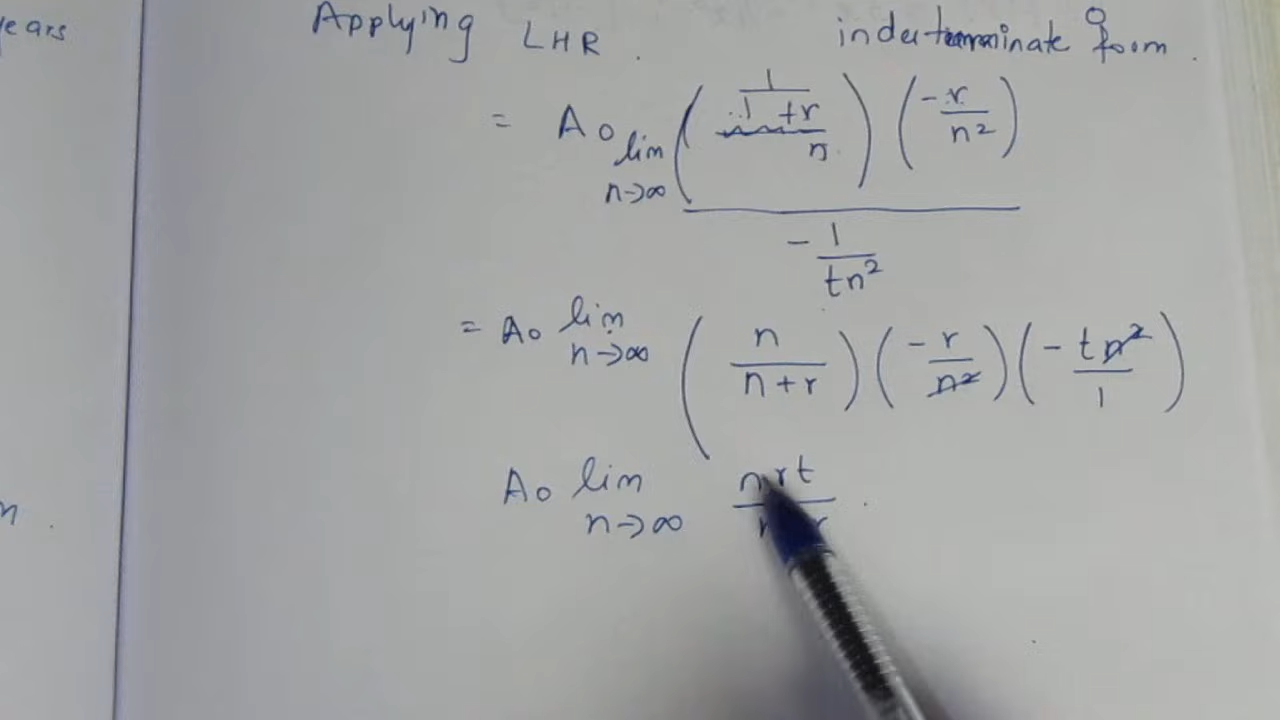 years
Applying LHR . indeterminate form .
= A₀ lim n→∞ ( 1 / ((1 + r) / n) ) ( -r / n² )
- 1 / tn²
= A₀ lim n→∞ ( n / (n+r) ) ( -r / n² ) ( - tn² / 1 )
A₀ lim n→∞ nrt
n .